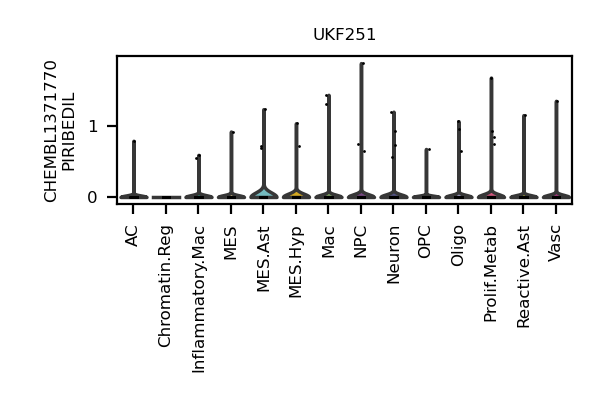 UKF251
CHEMBL1371770
PIRIBEDIL
1
0
AC
Chromatin.Reg
Inflammatory.Mac
MES
MES.Ast
MES.Hyp
Mac
NPC
Neuron
OPC
Oligo
Prolif.Metab
Reactive.Ast
Vasc